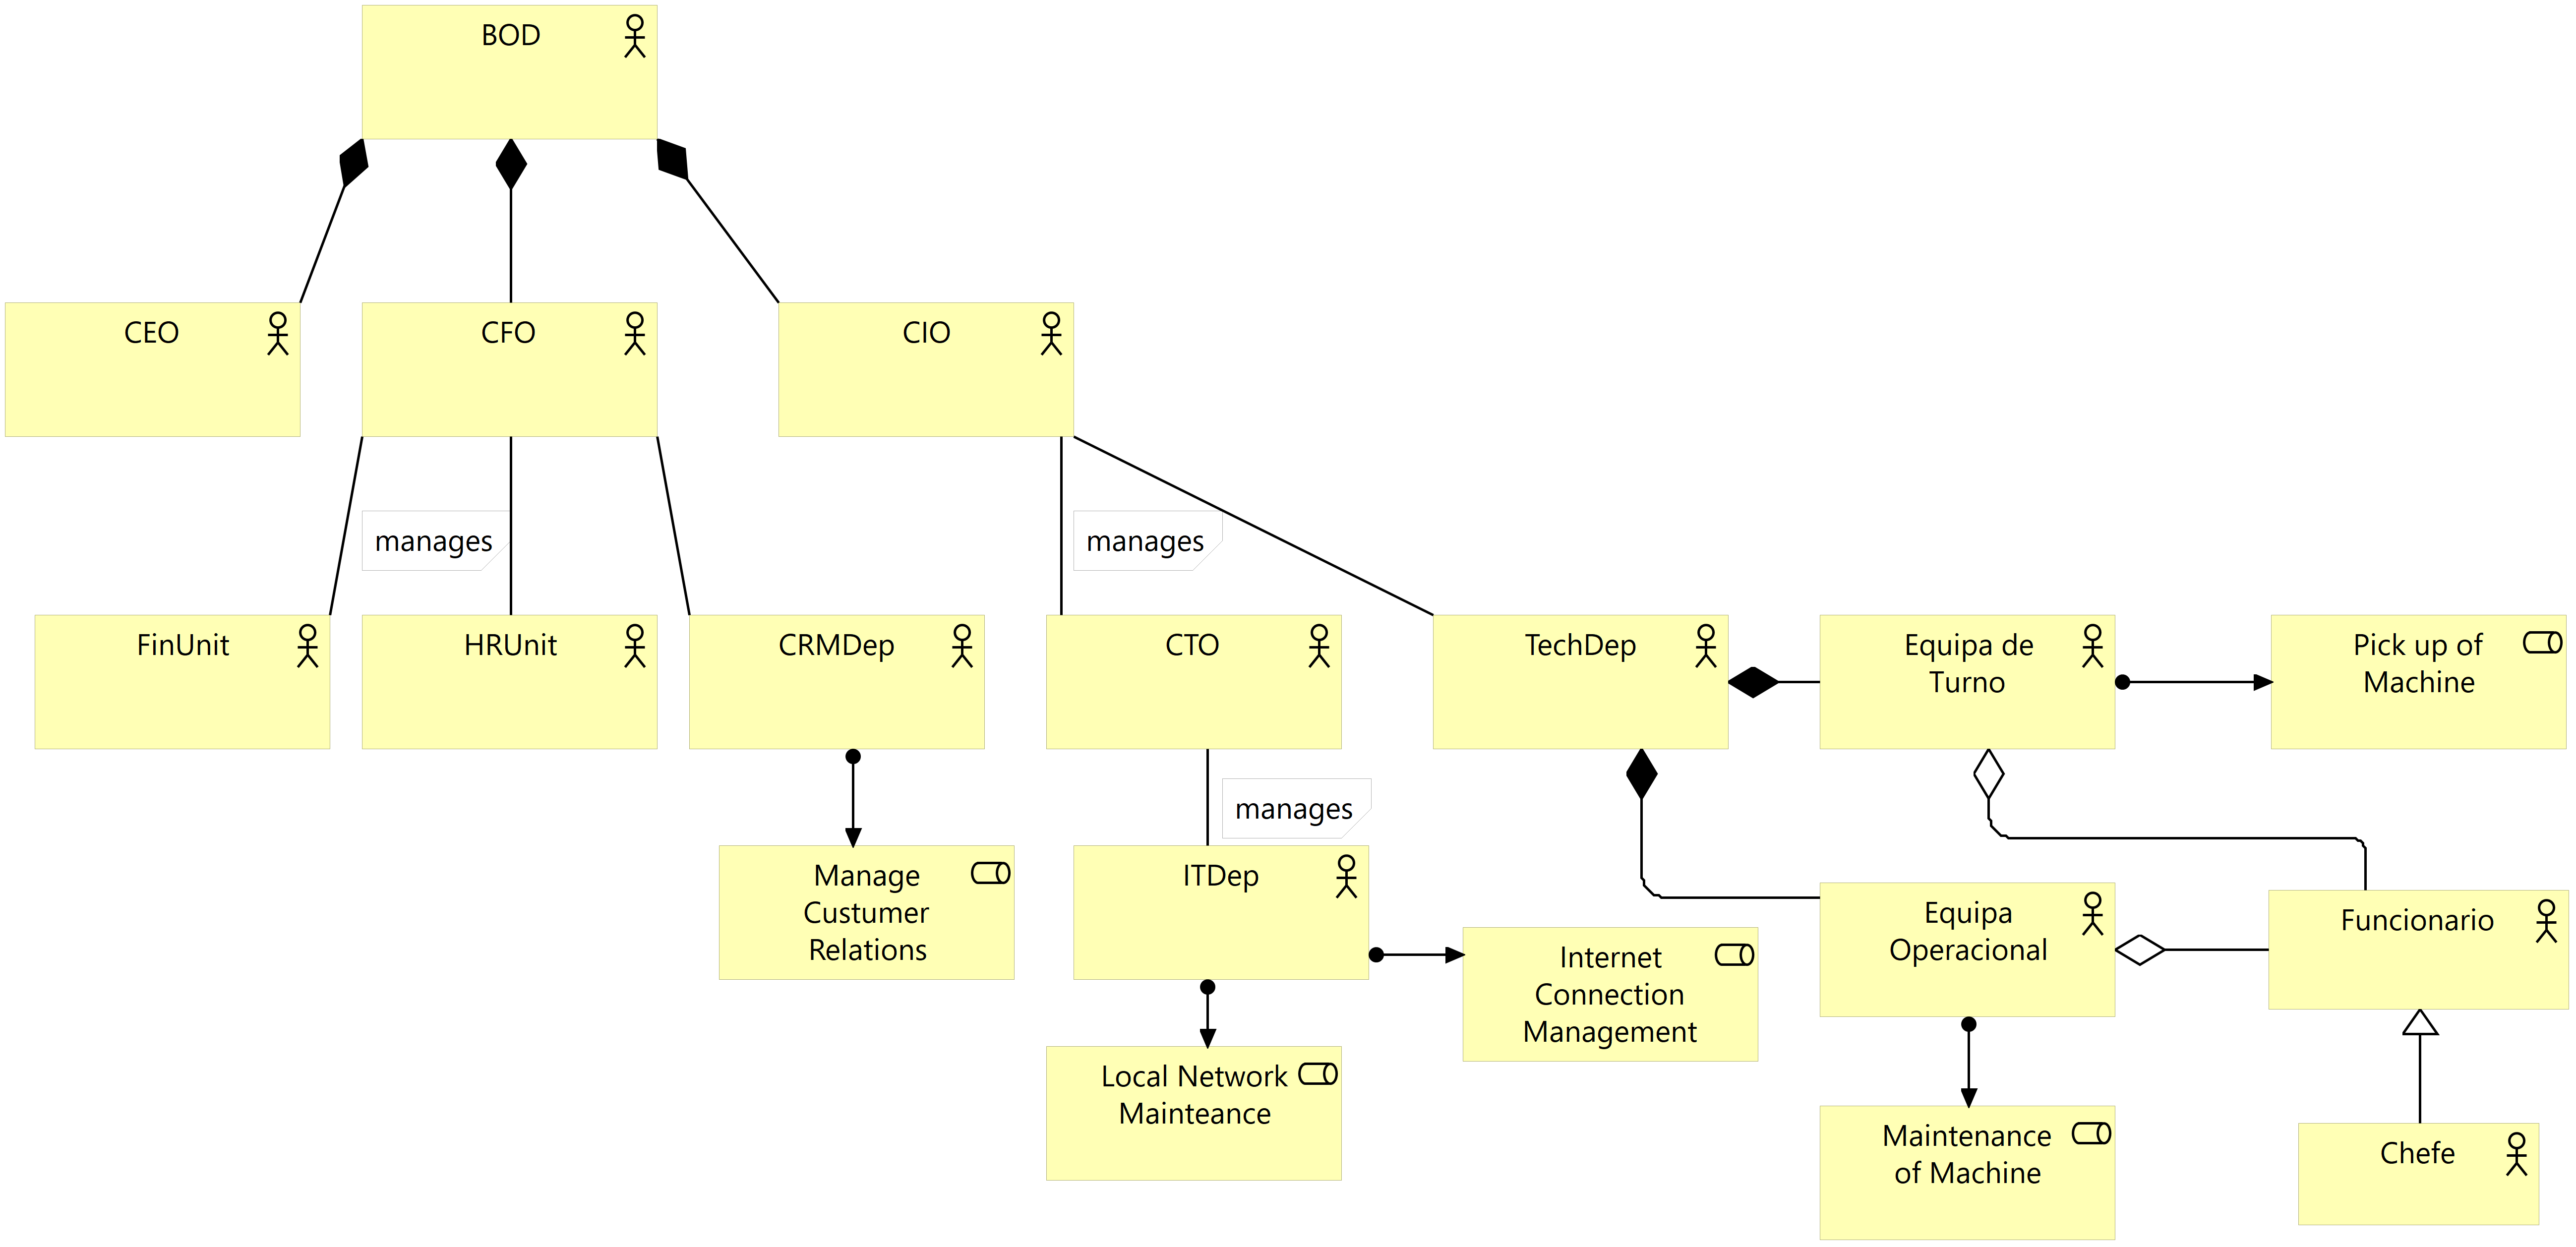 BOD
CEO
CFO
CIO
manages
manages
FinUnit
HRUnit
CRMDep
CTO
TechDep
Equipa de
Turno
Pick up of
Machine
manages
Manage
Custumer
Relations
ITDep
Internet
Connection
Management
Equipa
Operacional
Funcionario
Local Network
Mainteance
Maintenance
of Machine
Chefe